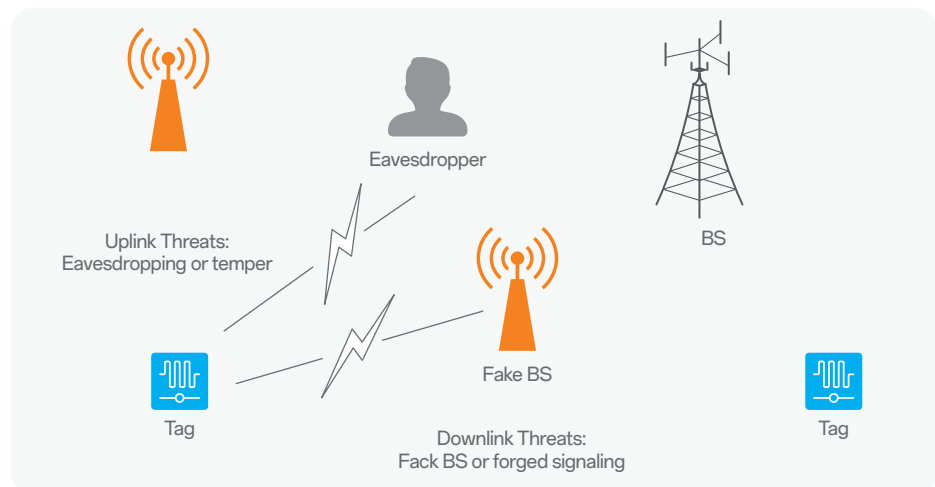 Eavesdropper
BS
Uplink Threats:
Eavesdropping or temper
Fake BS
Tag
Tag
Downlink Threats:
Fack BS or forged signaling